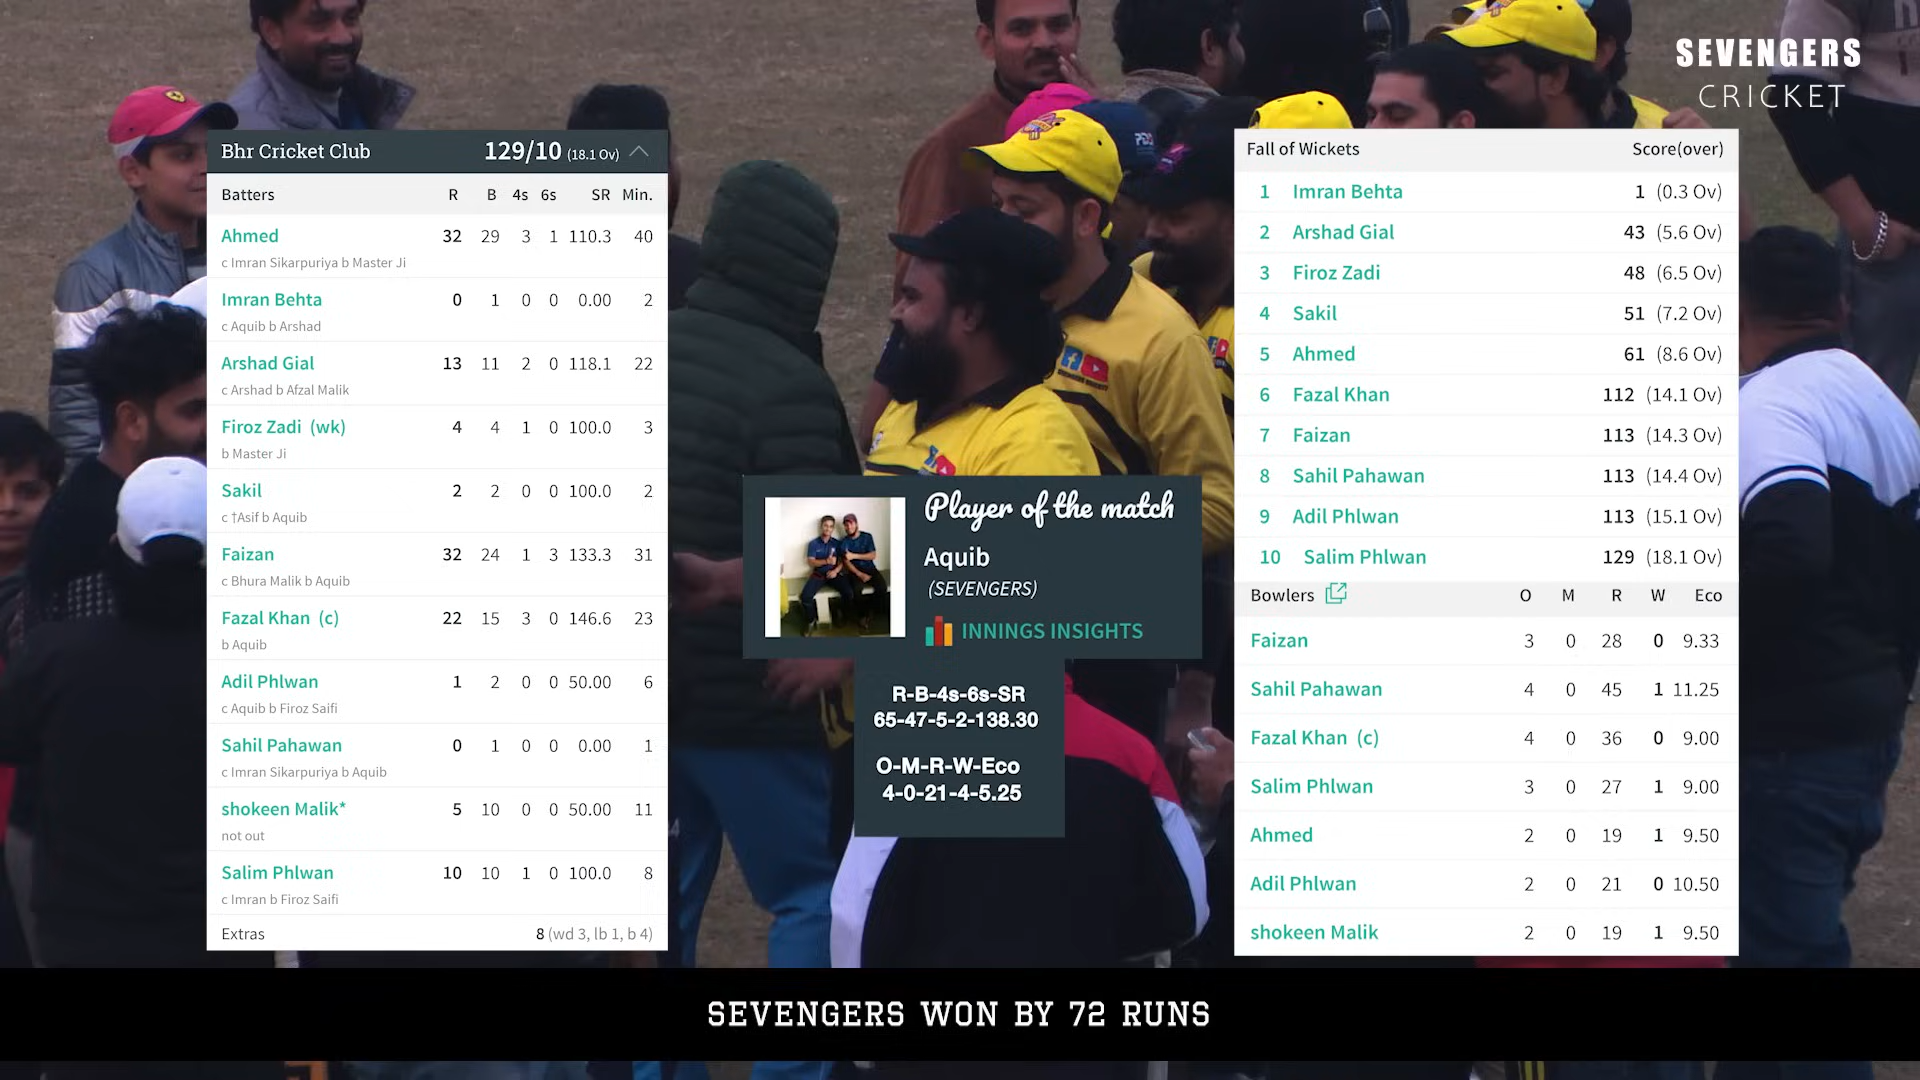 SEVENGERS
CRICKET
Bhr Cricket Club 129/10 (18.1 Ov)
Batters R B 4s 6s SR Min.
Ahmed 32 29 3 1 110.3 40
c Imran Sikarpuriya b Master Ji
Imran Behta 0 1 0 0 0.00 2
c Aquib b Arshad
Arshad Gial 13 11 2 0 118.1 22
c Arshad b Afzal Malik
Firoz Zadi (wk) 4 4 1 0 100.0 3
b Master Ji
Sakil 2 2 0 0 100.0 2
c †Asif b Aquib
Faizan 32 24 1 3 133.3 31
c Bhura Malik b Aquib
Fazal Khan (c) 22 15 3 0 146.6 23
b Aquib
Adil Phlwan 1 2 0 0 50.00 6
c Aquib b Firoz Saifi
Sahil Pahawan 0 1 0 0 0.00 1
c Imran Sikarpuriya b Aquib
shokeen Malik* 5 10 0 0 50.00 11
not out
Salim Phlwan 10 10 1 0 100.0 8
c Imran b Firoz Saifi
Extras 8 (wd 3, lb 1, b 4)
Player of the match
Aquib
(SEVENGERS)
INNINGS INSIGHTS
R-B-4s-6s-SR
65-47-5-2-138.30
O-M-R-W-Eco
4-0-21-4-5.25
Fall of Wickets Score(over)
1 Imran Behta 1 (0.3 Ov)
2 Arshad Gial 43 (5.6 Ov)
3 Firoz Zadi 48 (6.5 Ov)
4 Sakil 51 (7.2 Ov)
5 Ahmed 61 (8.6 Ov)
6 Fazal Khan 112 (14.1 Ov)
7 Faizan 113 (14.3 Ov)
8 Sahil Pahawan 113 (14.4 Ov)
9 Adil Phlwan 113 (15.1 Ov)
10 Salim Phlwan 129 (18.1 Ov)
Bowlers O M R W Eco
Faizan 3 0 28 0 9.33
Sahil Pahawan 4 0 45 1 11.25
Fazal Khan (c) 4 0 36 0 9.00
Salim Phlwan 3 0 27 1 9.00
Ahmed 2 0 19 1 9.50
Adil Phlwan 2 0 21 0 10.50
shokeen Malik 2 0 19 1 9.50
SEVENGERS WON BY 72 RUNS